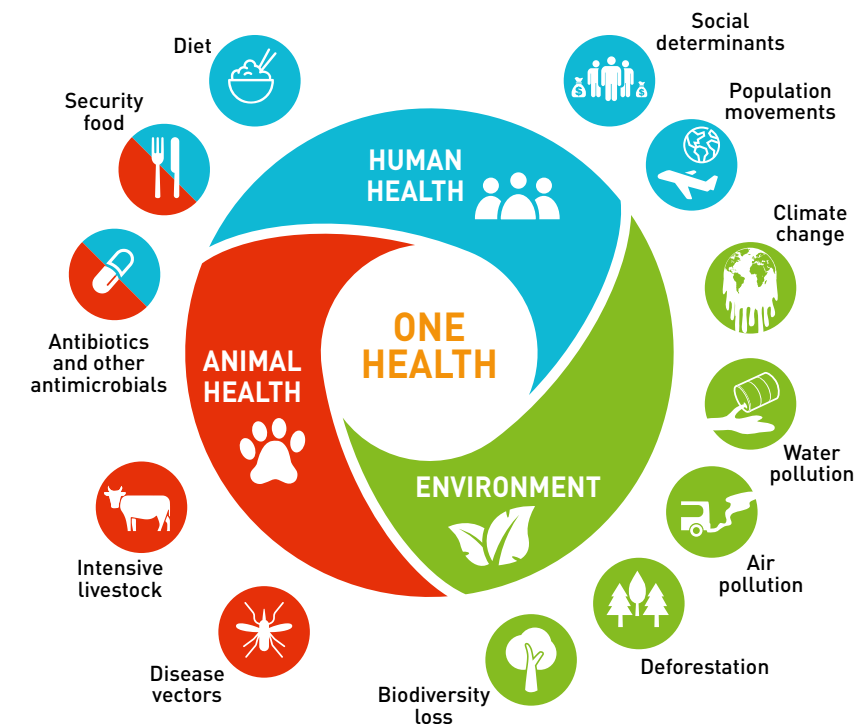 Social
determinants
Diet
Population
movements
Security
food
HUMAN
HEALTH
Climate
change
ONE
HEALTH
Antibiotics
and other
antimicrobials
ANIMAL
HEALTH
Water
pollution
ENVIRONMENT
Air
pollution
Intensive
livestock
Deforestation
Disease
vectors
Biodiversity
loss